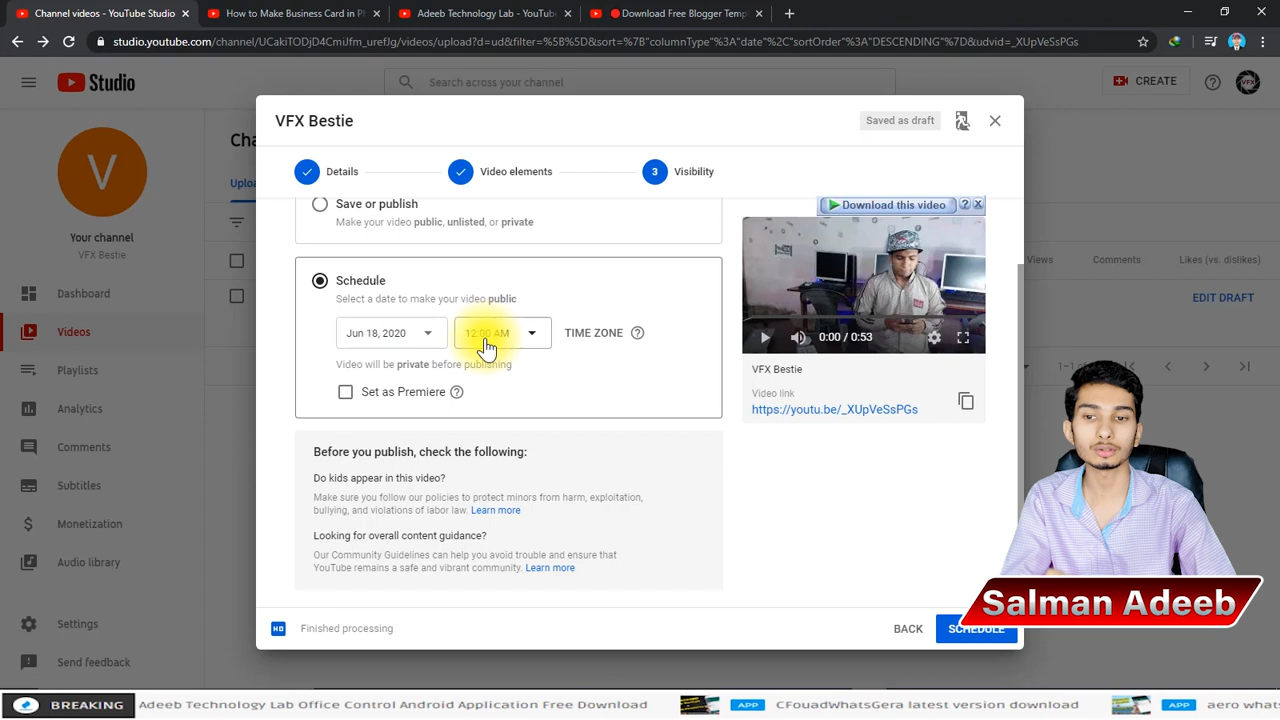 Channel videos - YouTube Studio
How to Make Business Card in P
Adeeb Technology Lab - YouTube
Download Free Blogger Temp
studio.youtube.com/channel/UCakiTODjD4CmiJfm_urefJg/videos/upload?d=ud&filter=%5B%5D&sort=%7B"columnType"%3A"date"%2C"sortOrder"%3A"DESCENDING"%7D&udvid=_XUpVeSsPGs
Studio
Search across your channel
CREATE
VFX
V
Your channel
VFX Bestie
Dashboard
Videos
Playlists
Analytics
Comments
Subtitles
Monetization
Audio library
Settings
Send feedback
Cha
Uploa
VFX Bestie
Saved as draft
Details
Video elements
3 Visibility
Save or publish
Make your video public, unlisted, or private
Schedule
Select a date to make your video public
Jun 18, 2020
12:00 AM
TIME ZONE
Video will be private before publishing
Set as Premiere
Before you publish, check the following:
Do kids appear in this video?
Make sure you follow our policies to protect minors from harm, exploitation,
bullying, and violations of labor law. Learn more
Looking for overall content guidance?
Our Community Guidelines can help you avoid trouble and ensure that
YouTube remains a safe and vibrant community. Learn more
Download this video
0:00 / 0:53
VFX Bestie
Video link
https://youtu.be/_XUpVeSsPGs
Views
Comments
Likes (vs. dislikes)
EDIT DRAFT
HD
Finished processing
BACK
SCHEDULE
Salman Adeeb
BREAKING
Adeeb Technology Lab Office Control Android Application Free Download
APP
CFouadWhatsGera latest version download
APP
aero what